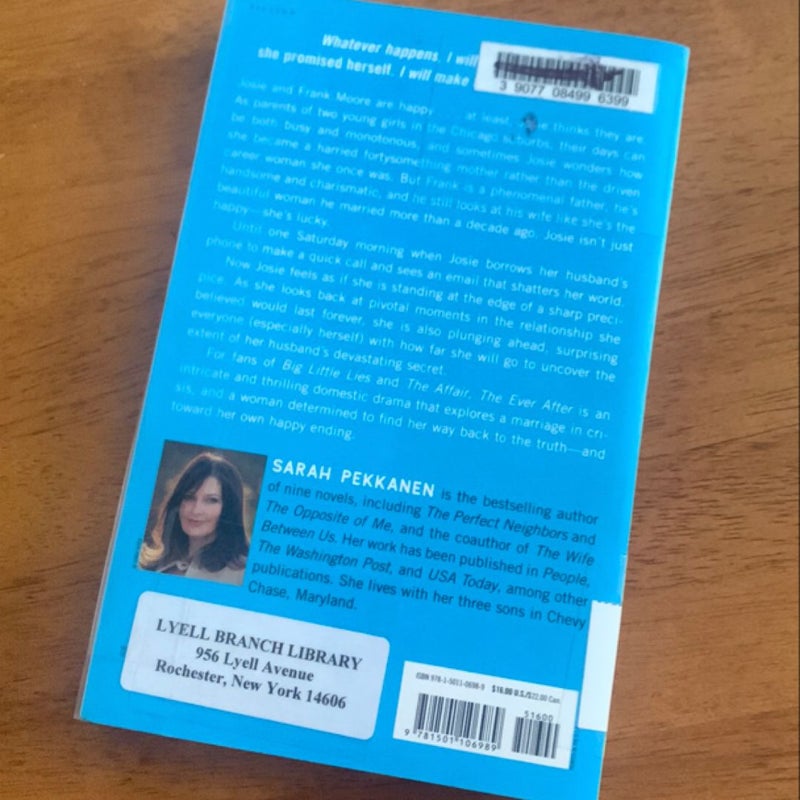 Whatever happens, I will
she promised herself. I will make
3 9077 08499 6399
Josie and Frank Moore are happy at least, e thinks they are
As parents of two young girls in the Chicago suburbs, their days can
be both busy and monotonous, and sometimes Josie wonders how
she became a harried fortysomething mother rather than the driven
career woman she once was. But Frank is a phenomenal father, he's
handsome and charismatic, and he still looks at his wife like she's the
beautiful woman he married more than a decade ago. Josie isn't just
happy—she's lucky.
Until one Saturday morning when Josie borrows her husband's
phone to make a quick call and sees an email that shatters her world.
Now Josie feels as if she is standing at the edge of a sharp preci-
pice. As she looks back at pivotal moments in the relationship she
believed would last forever, she is also plunging ahead, surprising
everyone (especially herself) with how far she will go to uncover the
extent of her husband's devastating secret.
For fans of Big Little Lies and The Affair, The Ever After is an
intricate and thrilling domestic drama that explores a marriage in cri-
sis, and a woman determined to find her way back to the truth—and
toward her own happy ending.
SARAH PEKKANEN is the bestselling author
of nine novels, including The Perfect Neighbors and
The Opposite of Me, and the coauthor of The Wife
Between Us. Her work has been published in People,
The Washington Post, and USA Today, among other
publications. She lives with her three sons in Chevy
Chase, Maryland.
LYELL BRANCH LIBRARY
956 Lyell Avenue
Rochester, New York 14606
ISBN 978-1-5011-0698-9 $16.00 U.S./$22.00 Can.
51600
9 781501 106989